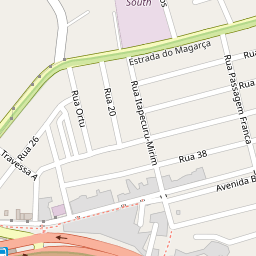 South
Estrada do Magarça
Rua Ortú
Rua 20
Rua Itapecuru-Mirim
Rua Passagem Franca
Rua 26
Travessa A
Rua 38
Avenida B